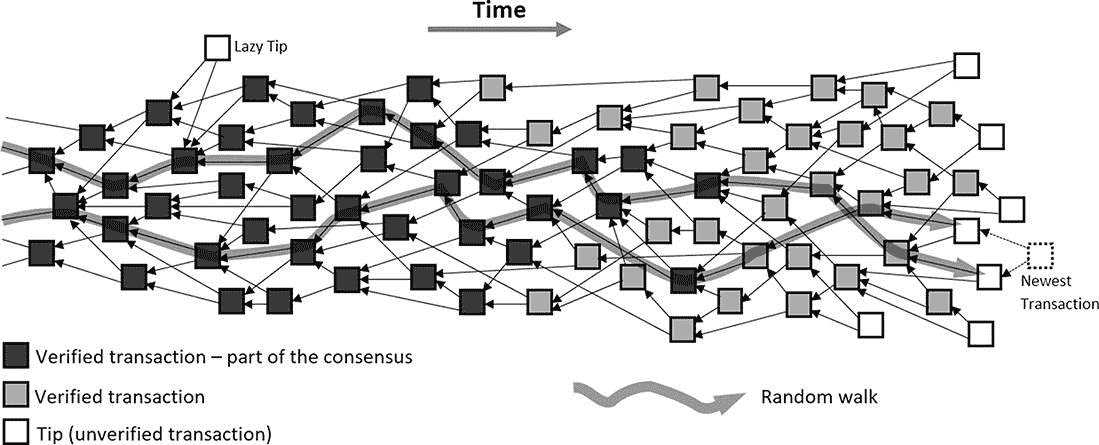 Time
Lazy Tip
Newest
Transaction
Verified transaction – part of the consensus
Verified transaction
Random walk
Tip (unverified transaction)